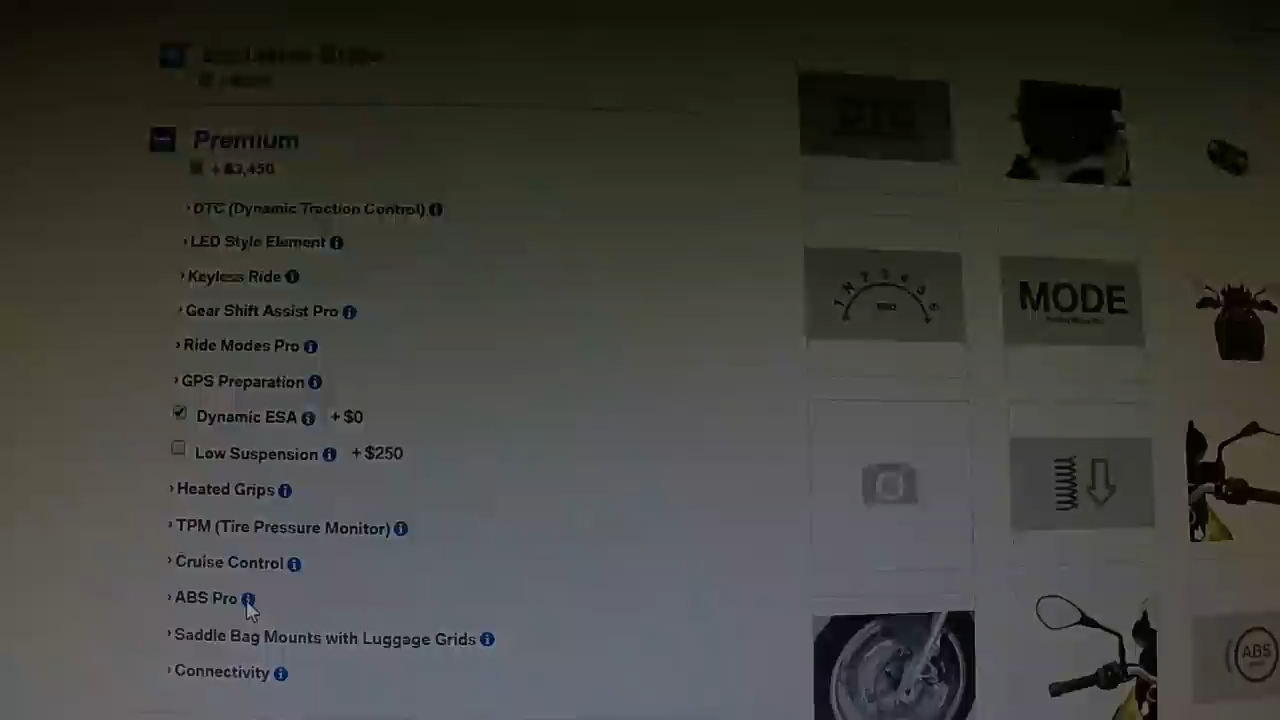 Premium
+ $3,450
DTC (Dynamic Traction Control)
LED Style Element
Keyless Ride
Gear Shift Assist Pro
Ride Modes Pro
GPS Preparation
Dynamic ESA + $0
Low Suspension + $250
Heated Grips
TPM (Tire Pressure Monitor)
Cruise Control
ABS Pro
Saddle Bag Mounts with Luggage Grids
Connectivity
DTC
PRO
MODE
ABS